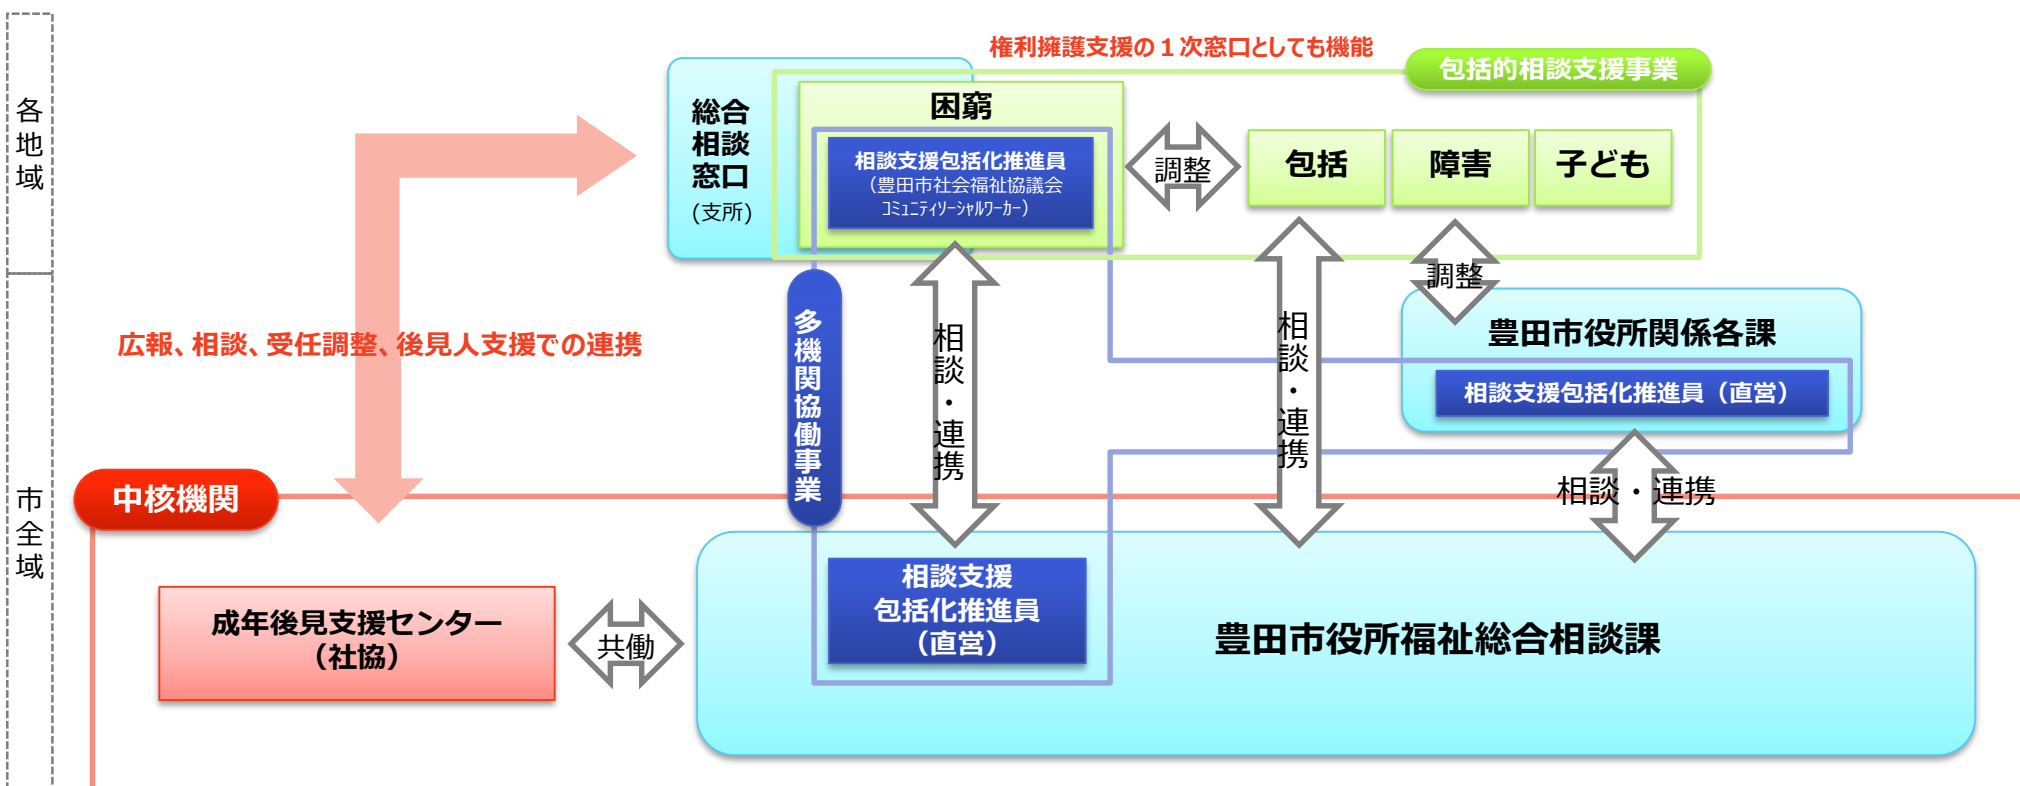 各地域
権利擁護支援の１次窓口としても機能
包括的相談支援事業
総合
相談
窓口
(支所)
困窮
相談支援包括化推進員
（豊田市社会福祉協議会
ｺﾐｭﾆﾃｨｿｰｼｬﾙﾜｰｶｰ）
調整
包括
障害
子ども
調整
広報、相談、受任調整、後見人支援での連携
多機関協働事業
相談・連携
相談・連携
豊田市役所関係各課
相談支援包括化推進員（直営）
市全域
中核機関
相談・連携
成年後見支援センター
（社協）
共働
相談支援
包括化推進員
（直営）
豊田市役所福祉総合相談課